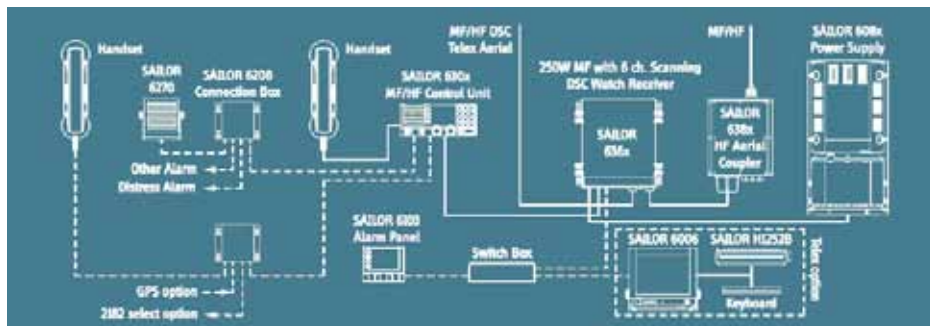 Handset
SAILOR
6270
SAILOR 6208
Connection Box
Handset
SAILOR 630x
MF/HF Control Unit
MF/HF DSC
Telex Aerial
250W MF with 6 ch. Scanning
DSC Watch Receiver
SAILOR
636x
MF/HF
SAILOR
638x
HF Aerial
Coupler
SAILOR 608x
Power Supply
Other Alarm
Distress Alarm
SAILOR 6103
Alarm Panel
Switch Box
SAILOR 6006
SAILOR H1252B
Keyboard
Telex option
GPS option
2182 select option